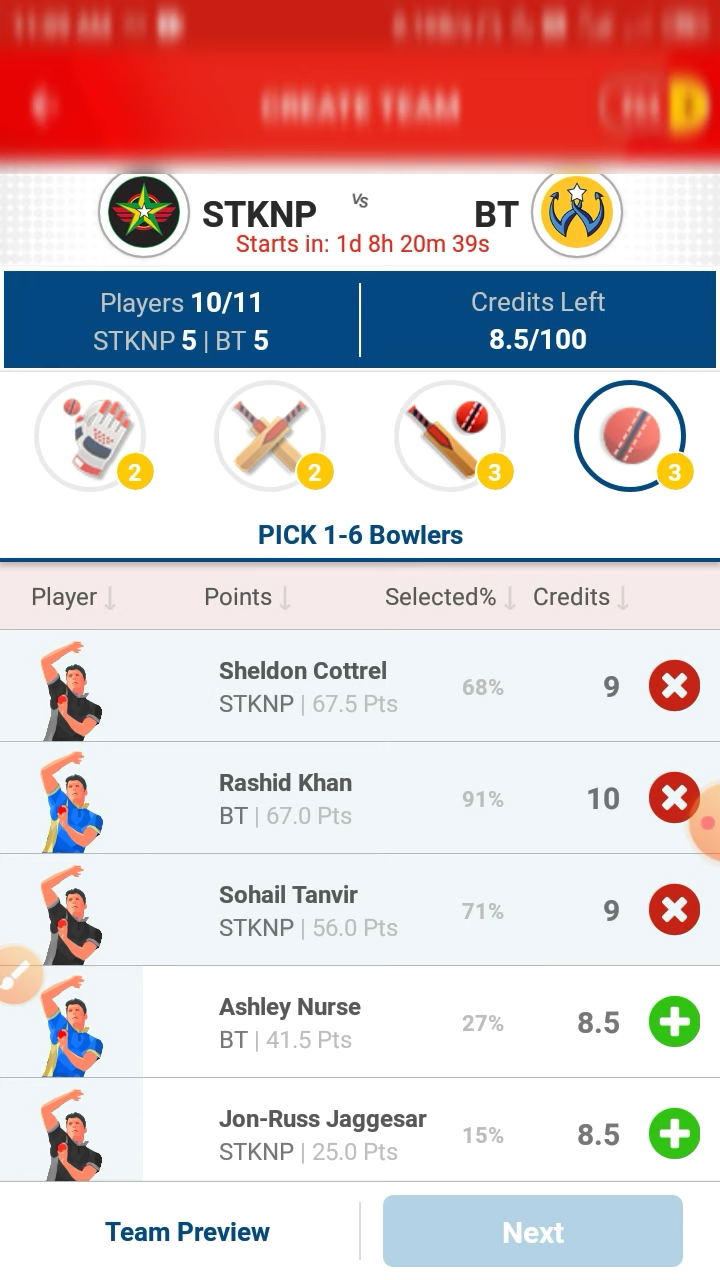 CREATE TEAM
STKNP vs BT
Starts in: 1d 8h 20m 39s
Players 10/11
STKNP 5 | BT 5
Credits Left
8.5/100
2
2
3
3
PICK 1-6 Bowlers
Player Points Selected% Credits
Sheldon Cottrel
STKNP | 67.5 Pts
68%
9
Rashid Khan
BT | 67.0 Pts
91%
10
Sohail Tanvir
STKNP | 56.0 Pts
71%
9
Ashley Nurse
BT | 41.5 Pts
27%
8.5
Jon-Russ Jaggesar
STKNP | 25.0 Pts
15%
8.5
Team Preview
Next